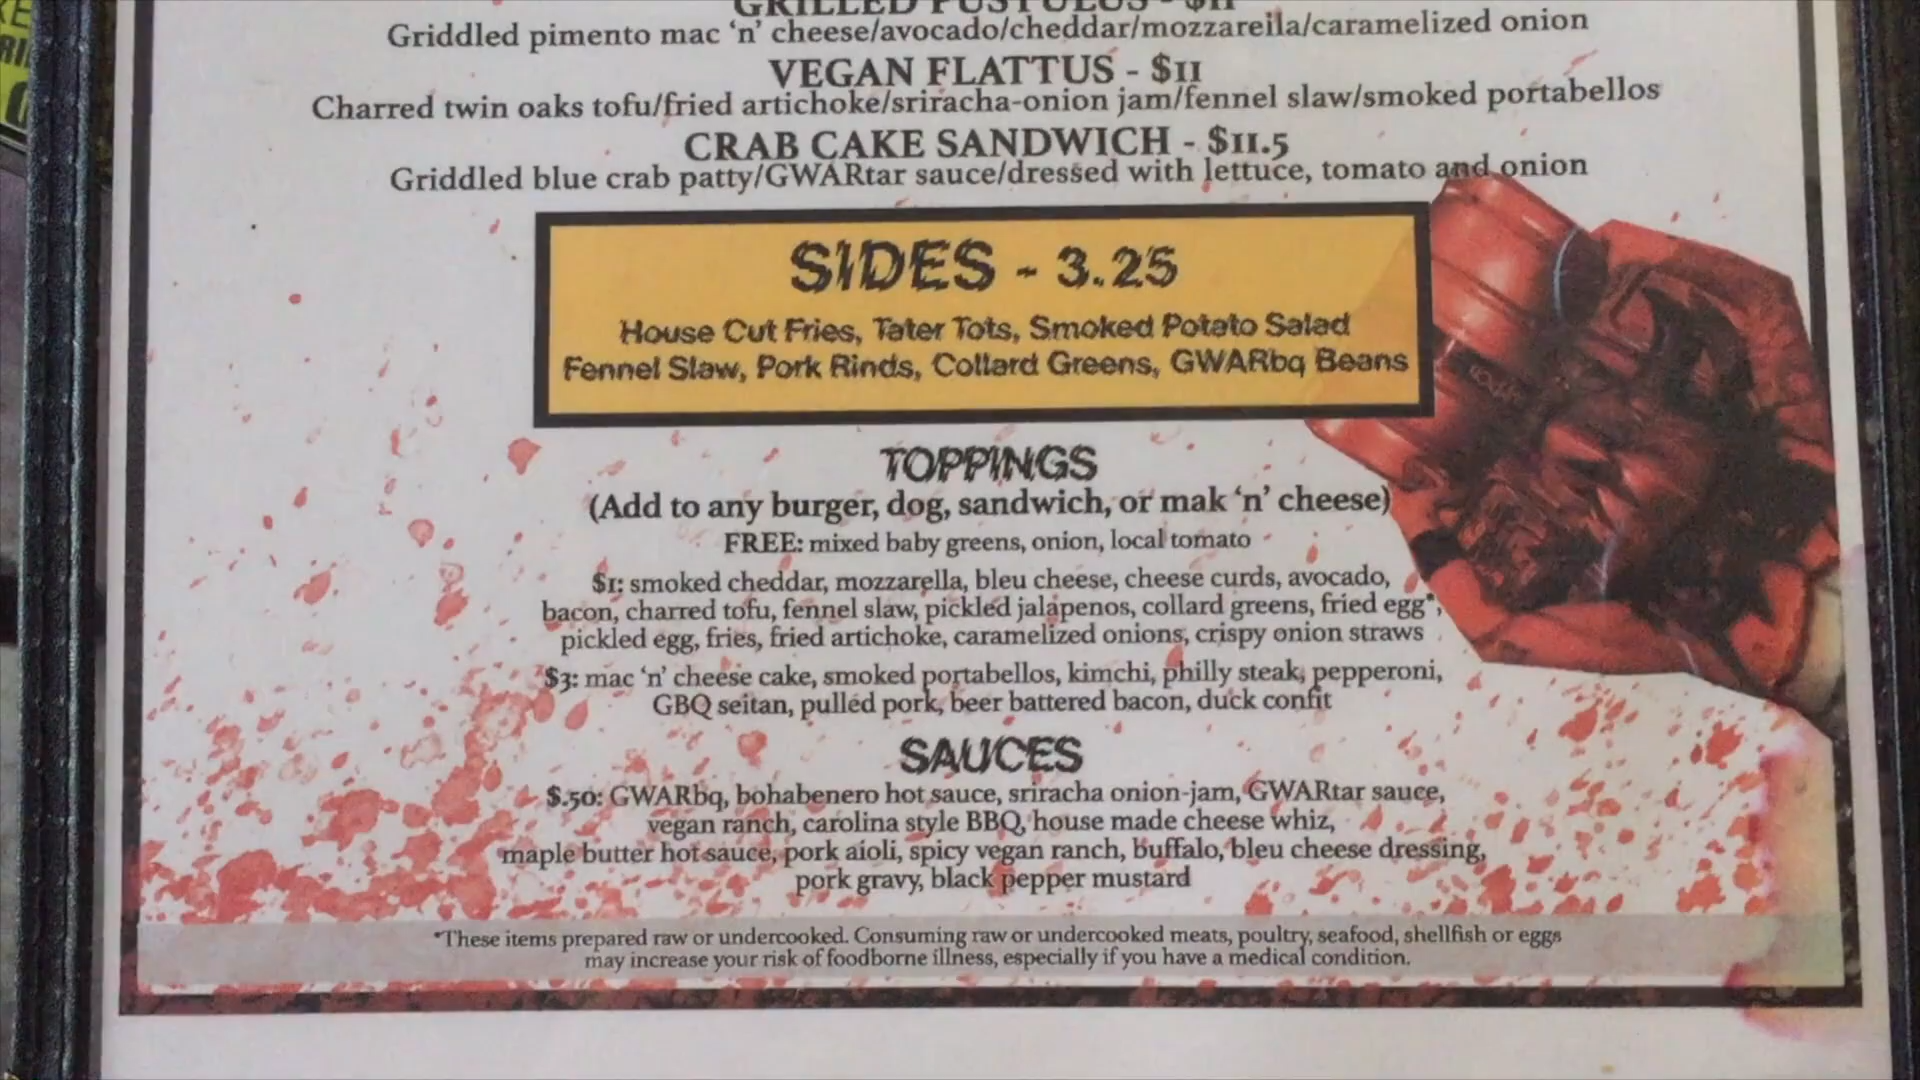 GRILLED PUSTULUS - $11
Griddled pimento mac 'n' cheese/avocado/cheddar/mozzarella/caramelized onion
VEGAN FLATTUS - $11
Charred twin oaks tofu/fried artichoke/sriracha-onion jam/fennel slaw/smoked portabellos
CRAB CAKE SANDWICH - $11.5
Griddled blue crab patty/GWARtar sauce/dressed with lettuce, tomato and onion
SIDES - 3.25
House Cut Fries, Tater Tots, Smoked Potato Salad
Fennel Slaw, Pork Rinds, Collard Greens, GWARbq Beans
TOPPINGS
(Add to any burger, dog, sandwich, or mak 'n' cheese)
FREE: mixed baby greens, onion, local tomato
$1: smoked cheddar, mozzarella, bleu cheese, cheese curds, avocado,
bacon, charred tofu, fennel slaw, pickled jalapenos, collard greens, fried egg*,
pickled egg, fries, fried artichoke, caramelized onions, crispy onion straws
$3: mac 'n' cheese cake, smoked portabellos, kimchi, philly steak, pepperoni,
GBQ seitan, pulled pork, beer battered bacon, duck confit
SAUCES
$.50: GWARbq, bohabenero hot sauce, sriracha onion-jam, GWARtar sauce,
vegan ranch, carolina style BBQ, house made cheese whiz,
maple butter hot sauce, pork aioli, spicy vegan ranch, buffalo, bleu cheese dressing,
pork gravy, black pepper mustard
*These items prepared raw or undercooked. Consuming raw or undercooked meats, poultry, seafood, shellfish or eggs
may increase your risk of foodborne illness, especially if you have a medical condition.